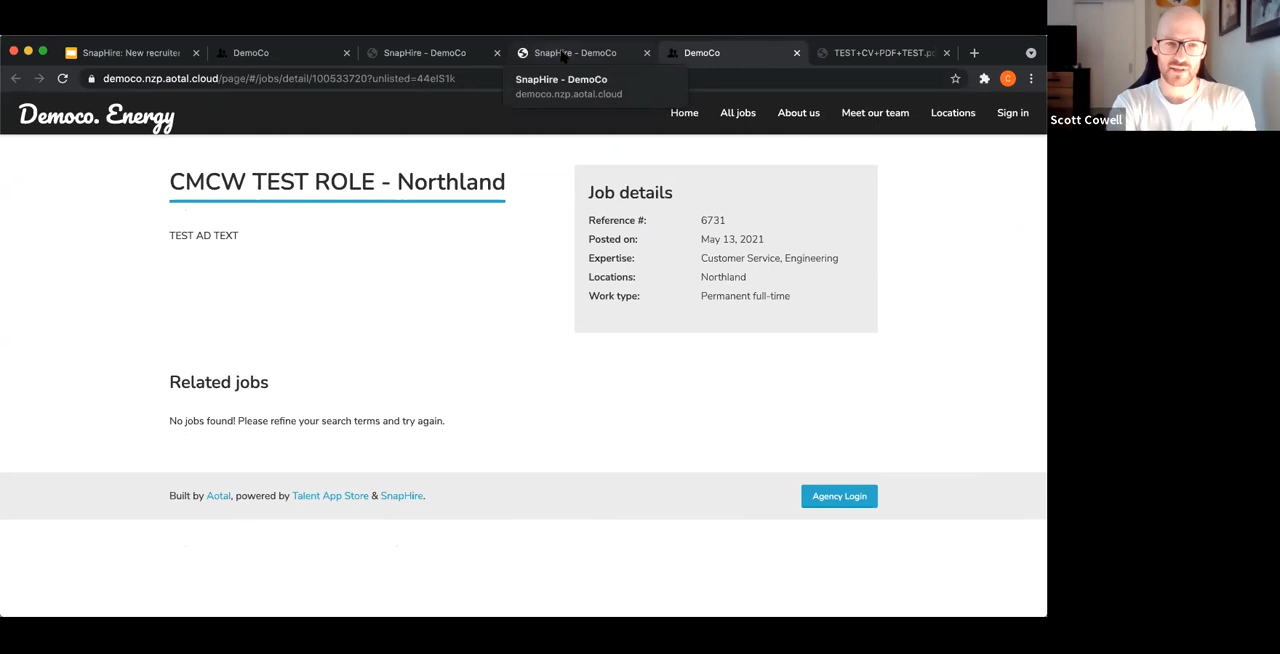 SnapHire: New recruiter
DemoCo
SnapHire - DemoCo
SnapHire - DemoCo
DemoCo
TEST+CV+PDF+TEST.pd
democo.nzp.aotal.cloud/page/#/jobs/detail/100533720?unlisted=44eIS1k
C
SnapHire - DemoCo
democo.nzp.aotal.cloud
Democo. Energy
Home
All jobs
About us
Meet our team
Locations
Sign in
Scott Cowell
CMCW TEST ROLE - Northland
TEST AD TEXT
Job details
Reference #: 6731
Posted on: May 13, 2021
Expertise: Customer Service, Engineering
Locations: Northland
Work type: Permanent full-time
Related jobs
No jobs found! Please refine your search terms and try again.
Built by Aotal, powered by Talent App Store & SnapHire.
Agency Login